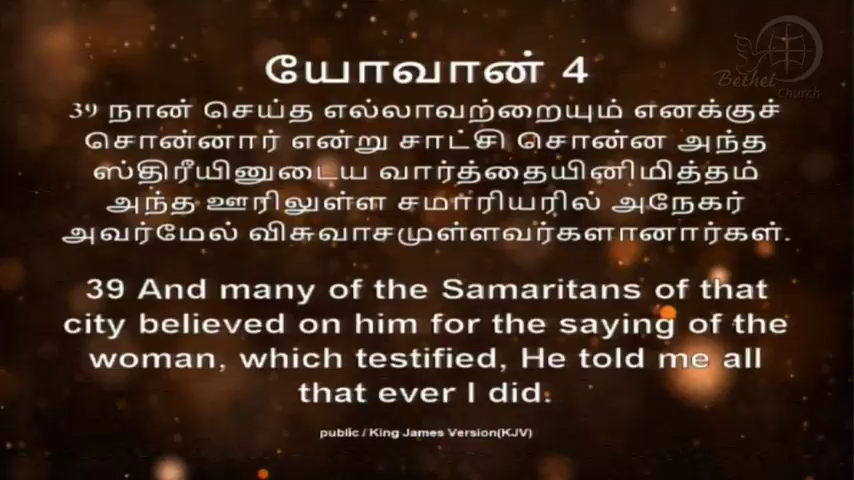 Bethel
Church
யோவான் 4
39 நான் செய்த எல்லாவற்றையும் எனக்குச்
சொன்னார் என்று சாட்சி சொன்ன அந்த
ஸ்திரீயினுடைய வார்த்தையினிமித்தம்
அந்த ஊரிலுள்ள சமாரியரில் அநேகர்
அவர்மேல் விசுவாசமுள்ளவர்களானார்கள்.
39 And many of the Samaritans of that
city believed on him for the saying of the
woman, which testified, He told me all
that ever I did.
public / King James Version(KJV)